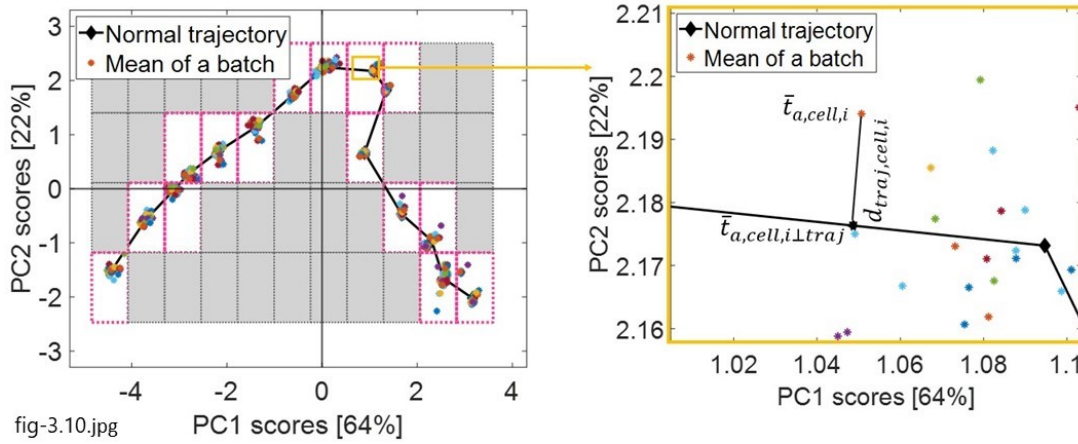 3
2
1
0
-1
-2
-3
PC2 scores [22%]
Normal trajectory
Mean of a batch
-4
-2
0
2
4
PC1 scores [64%]
fig-3.10.jpg
2.21
2.20
2.19
2.18
2.17
2.16
PC2 scores [22%]
Normal trajectory
Mean of a batch
t̄a,cell,i
dtraj,cell,i
t̄a,cell,i⊥traj
1.02
1.04
1.06
1.08
1.1
PC1 scores [64%]